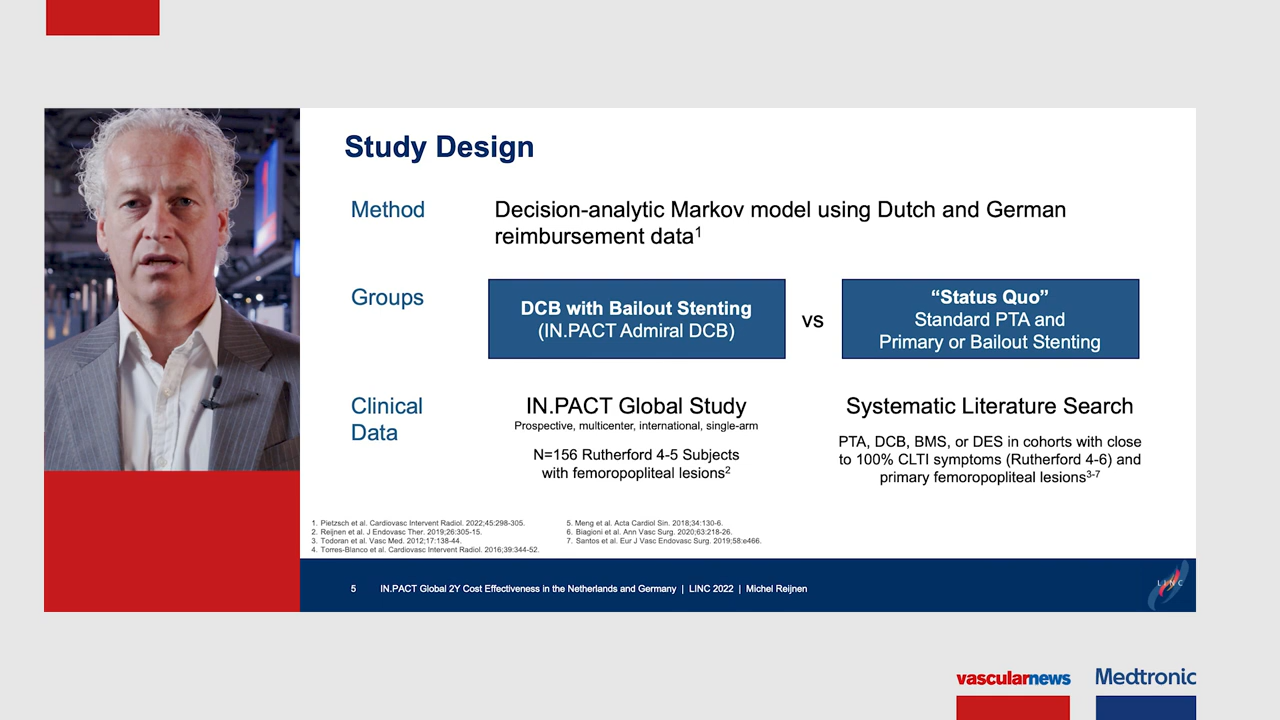 Study Design
Method
Decision-analytic Markov model using Dutch and German
reimbursement data1
Groups
DCB with Bailout Stenting
(IN.PACT Admiral DCB)
vs
“Status Quo”
Standard PTA and
Primary or Bailout Stenting
Clinical
Data
IN.PACT Global Study
Prospective, multicenter, international, single-arm
N=156 Rutherford 4-5 Subjects
with femoropopliteal lesions2
Systematic Literature Search
PTA, DCB, BMS, or DES in cohorts with close
to 100% CLTI symptoms (Rutherford 4-6) and
primary femoropopliteal lesions3-7
1. Pietzsch et al. Cardiovasc Intervent Radiol. 2022;45:298-305.
2. Reijnen et al. J Endovasc Ther. 2019;26:305-15.
3. Todoran et al. Vasc Med. 2012;17:138-44.
4. Torres-Blanco et al. Cardiovasc Intervent Radiol. 2016;39:344-52.
5. Meng et al. Acta Cardiol Sin. 2018;34:130-6.
6. Biagioni et al. Ann Vasc Surg. 2020;63:218-26.
7. Santos et al. Eur J Vasc Endovasc Surg. 2019;58:e466.
5 IN.PACT Global 2Y Cost Effectiveness in the Netherlands and Germany | LINC 2022 | Michel Reijnen
LINC
vascularnews
Medtronic